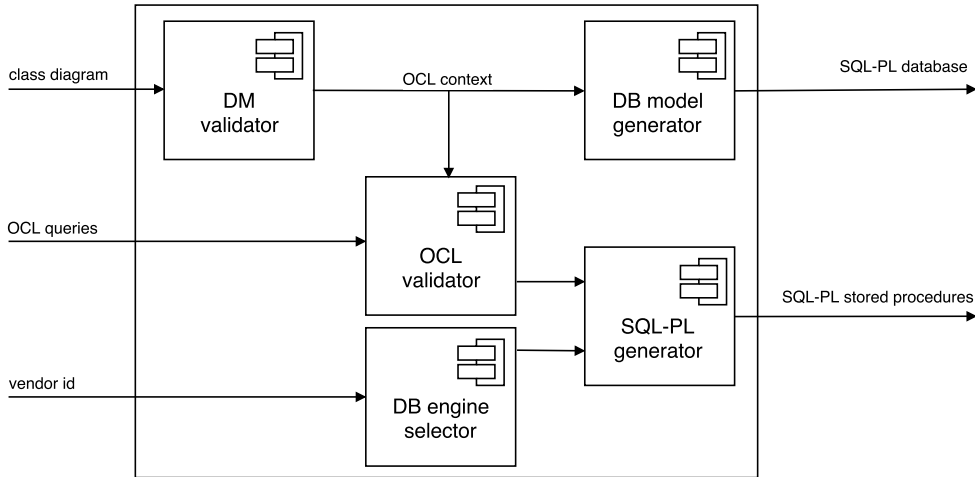 class diagram
DM
validator
OCL context
DB model
generator
SQL-PL database
OCL queries
OCL
validator
SQL-PL
generator
SQL-PL stored procedures
vendor id
DB engine
selector